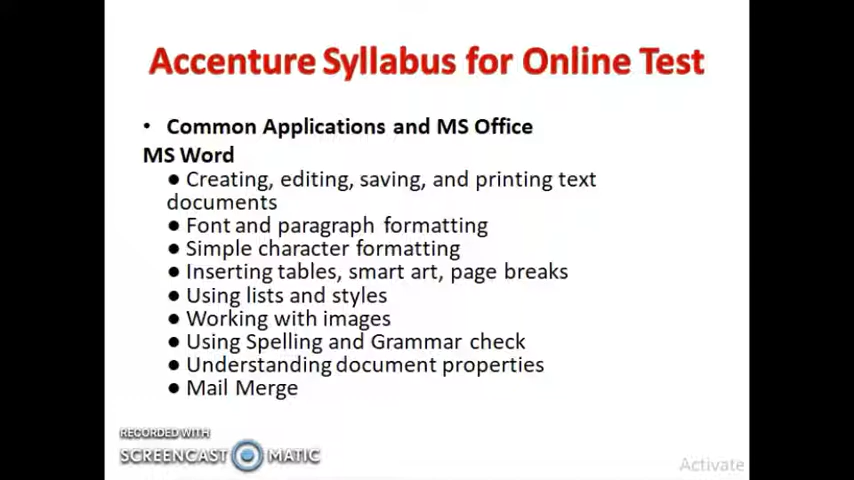 Accenture Syllabus for Online Test
• Common Applications and MS Office
MS Word
● Creating, editing, saving, and printing text
documents
● Font and paragraph formatting
● Simple character formatting
● Inserting tables, smart art, page breaks
● Using lists and styles
● Working with images
● Using Spelling and Grammar check
● Understanding document properties
● Mail Merge
RECORDED WITH
SCREENCAST MATIC
Activate